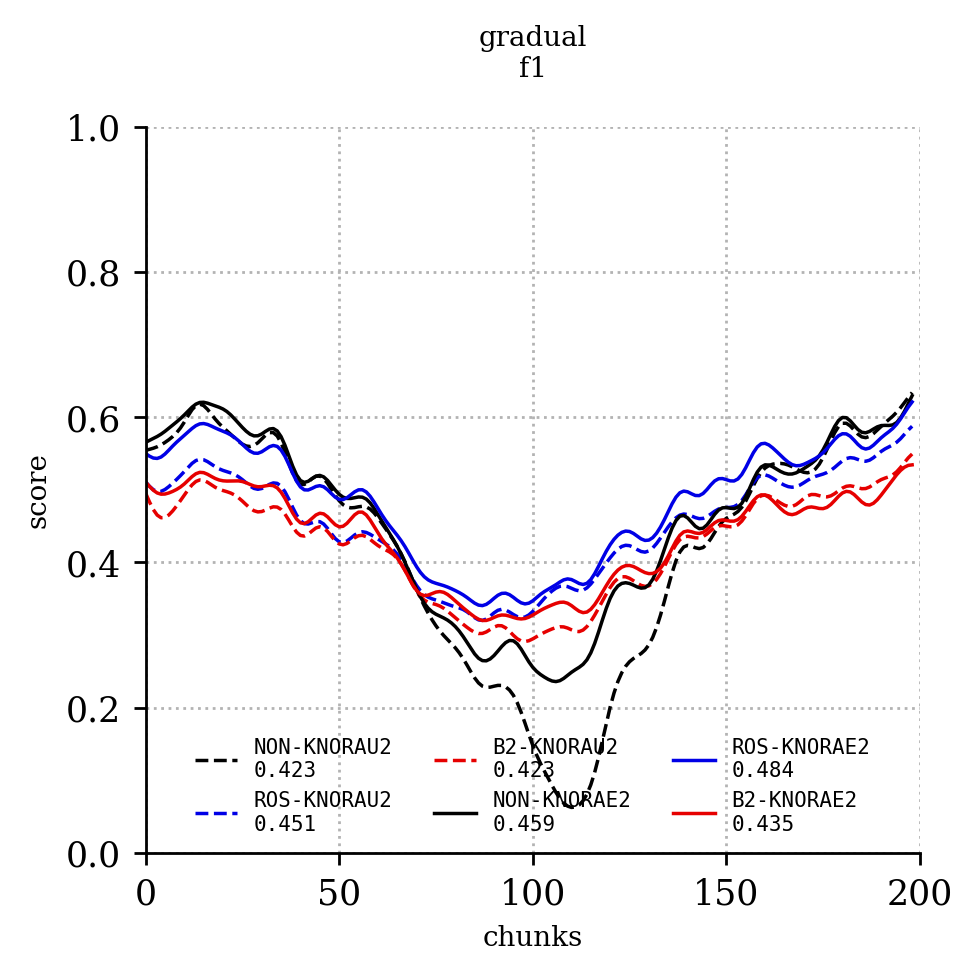 gradual
f1
1.0
0.8
0.6
0.4
0.2
0.0
score
NON-KNORAU2
0.423
ROS-KNORAU2
0.451
B2-KNORAU2
0.423
NON-KNORAE2
0.459
ROS-KNORAE2
0.484
B2-KNORAE2
0.435
0 50 100 150 200
chunks